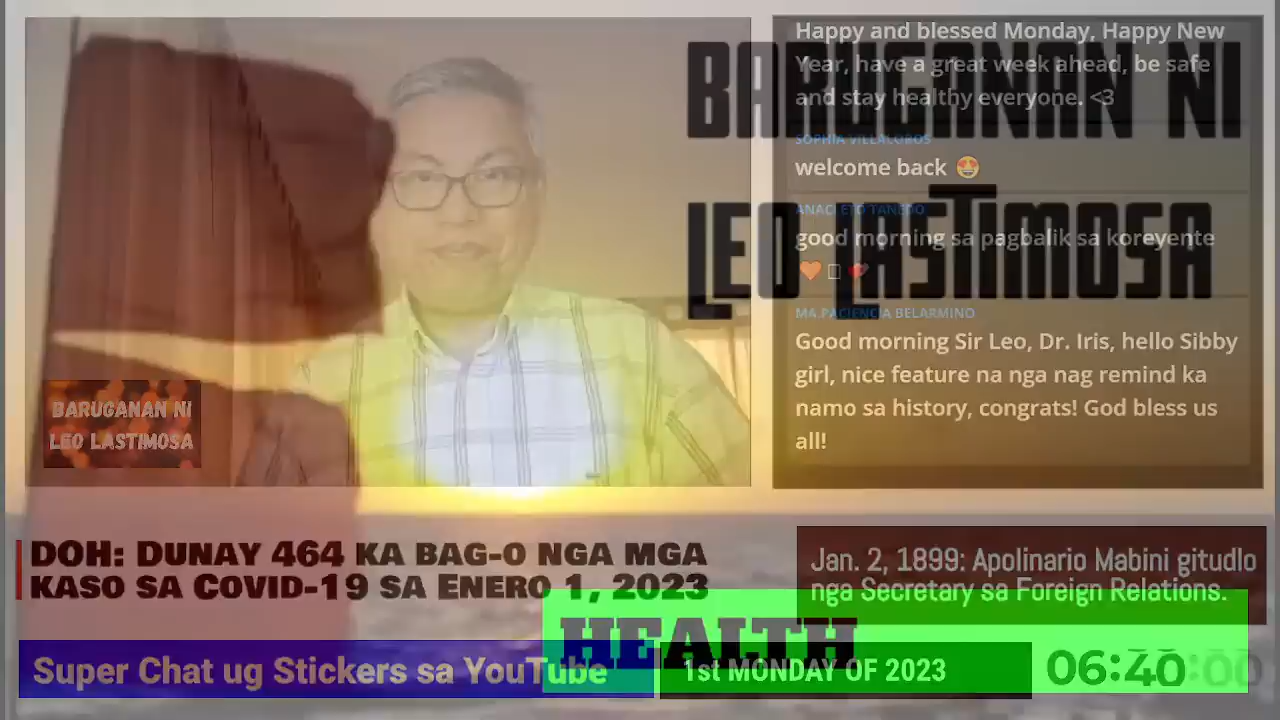 Happy and blessed Monday, Happy New
Year, have a great week ahead, be safe
and stay healthy everyone. <3
BARUGANAN NI
LEO LASTIMOSA
SOPHIA VILLALOBOS
welcome back 🤩
ANACLETO TANEDO
good morning sa pagbalik sa koreyente
MA.PACIENCIA BELARMINO
Good morning Sir Leo, Dr. Iris, hello Sibby
girl, nice feature na nga nag remind ka
namo sa history, congrats! God bless us
all!
BARUGANAN NI
LEO LASTIMOSA
DOH: DUNAY 464 KA BAG-O NGA MGA
KASO SA COVID-19 SA ENERO 1, 2023
Jan. 2, 1899: Apolinario Mabini gitudlo
nga Secretary sa Foreign Relations.
HEALTH
Super Chat ug Stickers sa YouTube
1st MONDAY OF 2023
06:40